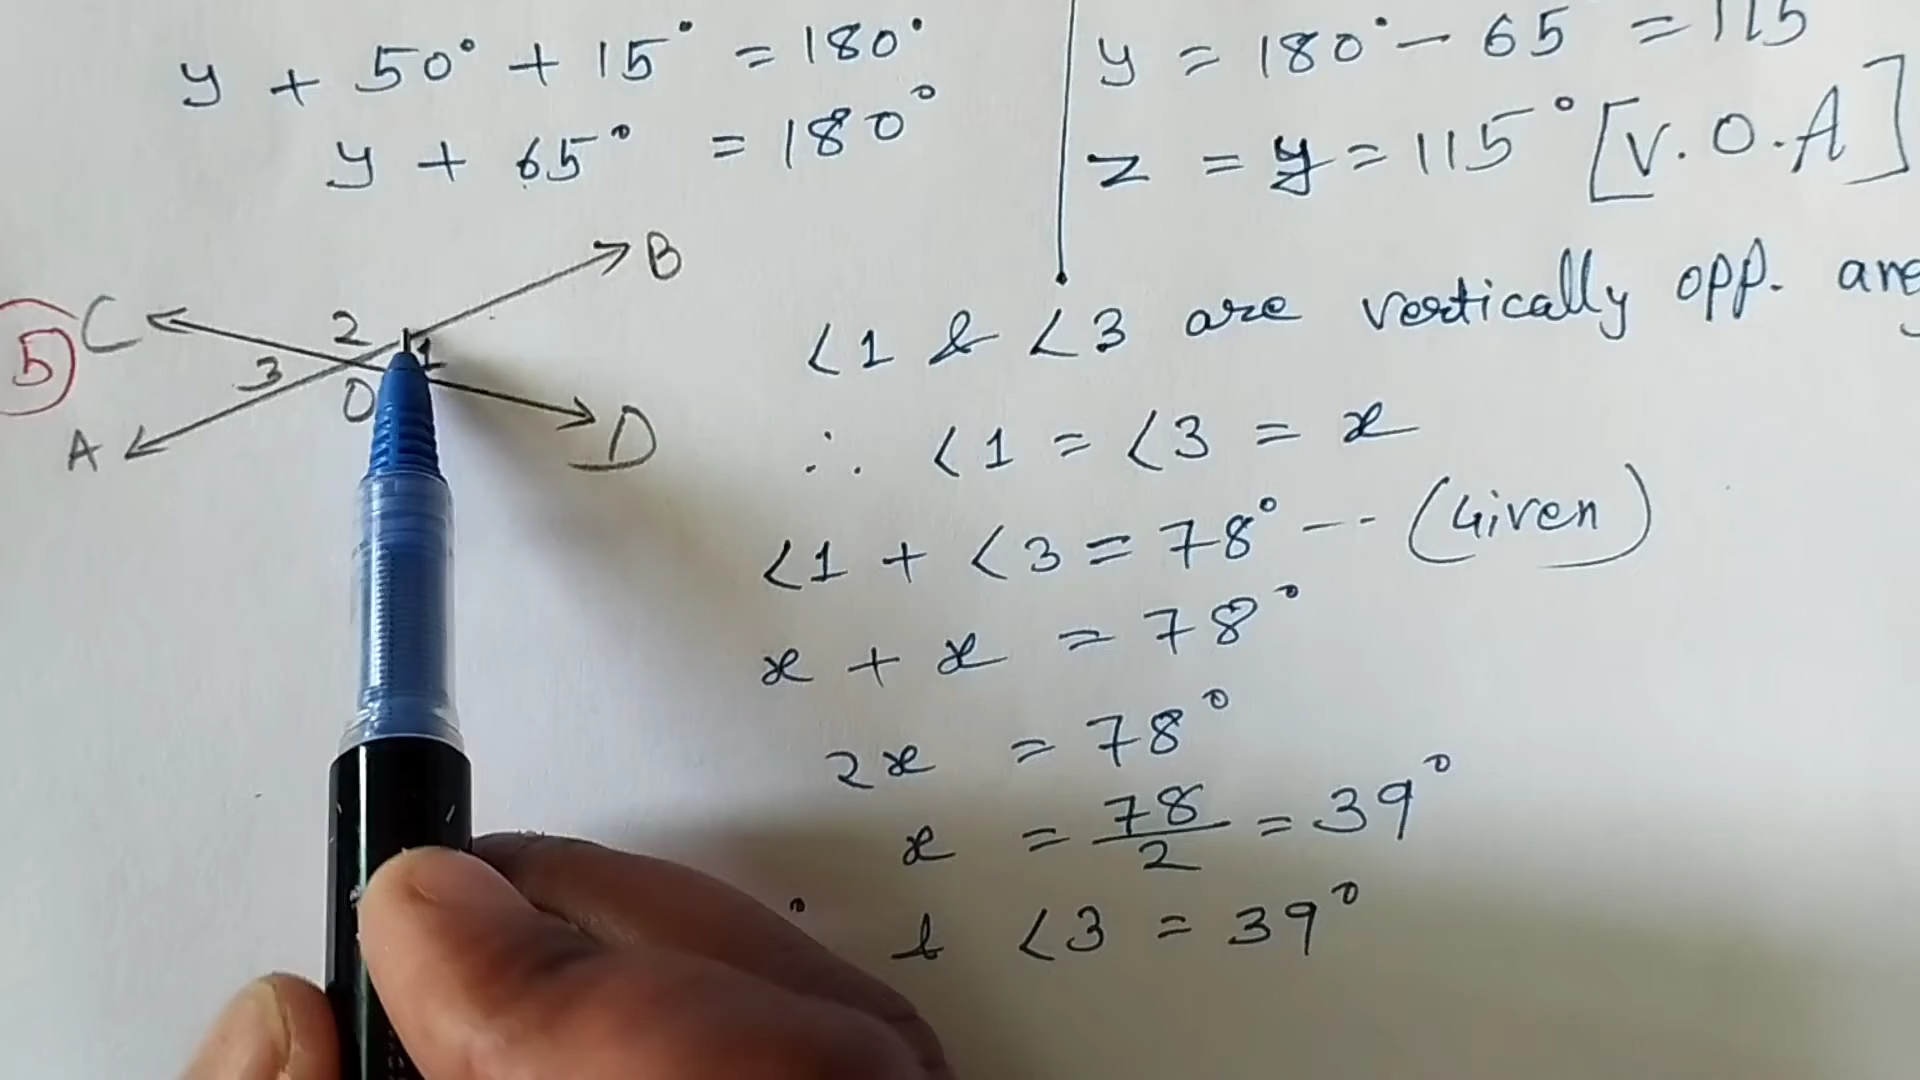 y + 50° + 15° = 180°
y + 65° = 180°
y = 180° - 65 = 115
z = y = 115° [V.O.A]
5
C
2
B
3
1
O
A
D
<1 & <3 are vertically opp.
∴ <1 = <3 = x
<1 + <3 = 78° --- (Given)
x + x = 78°
2x = 78°
x = 78/2 = 39°
& <3 = 39°